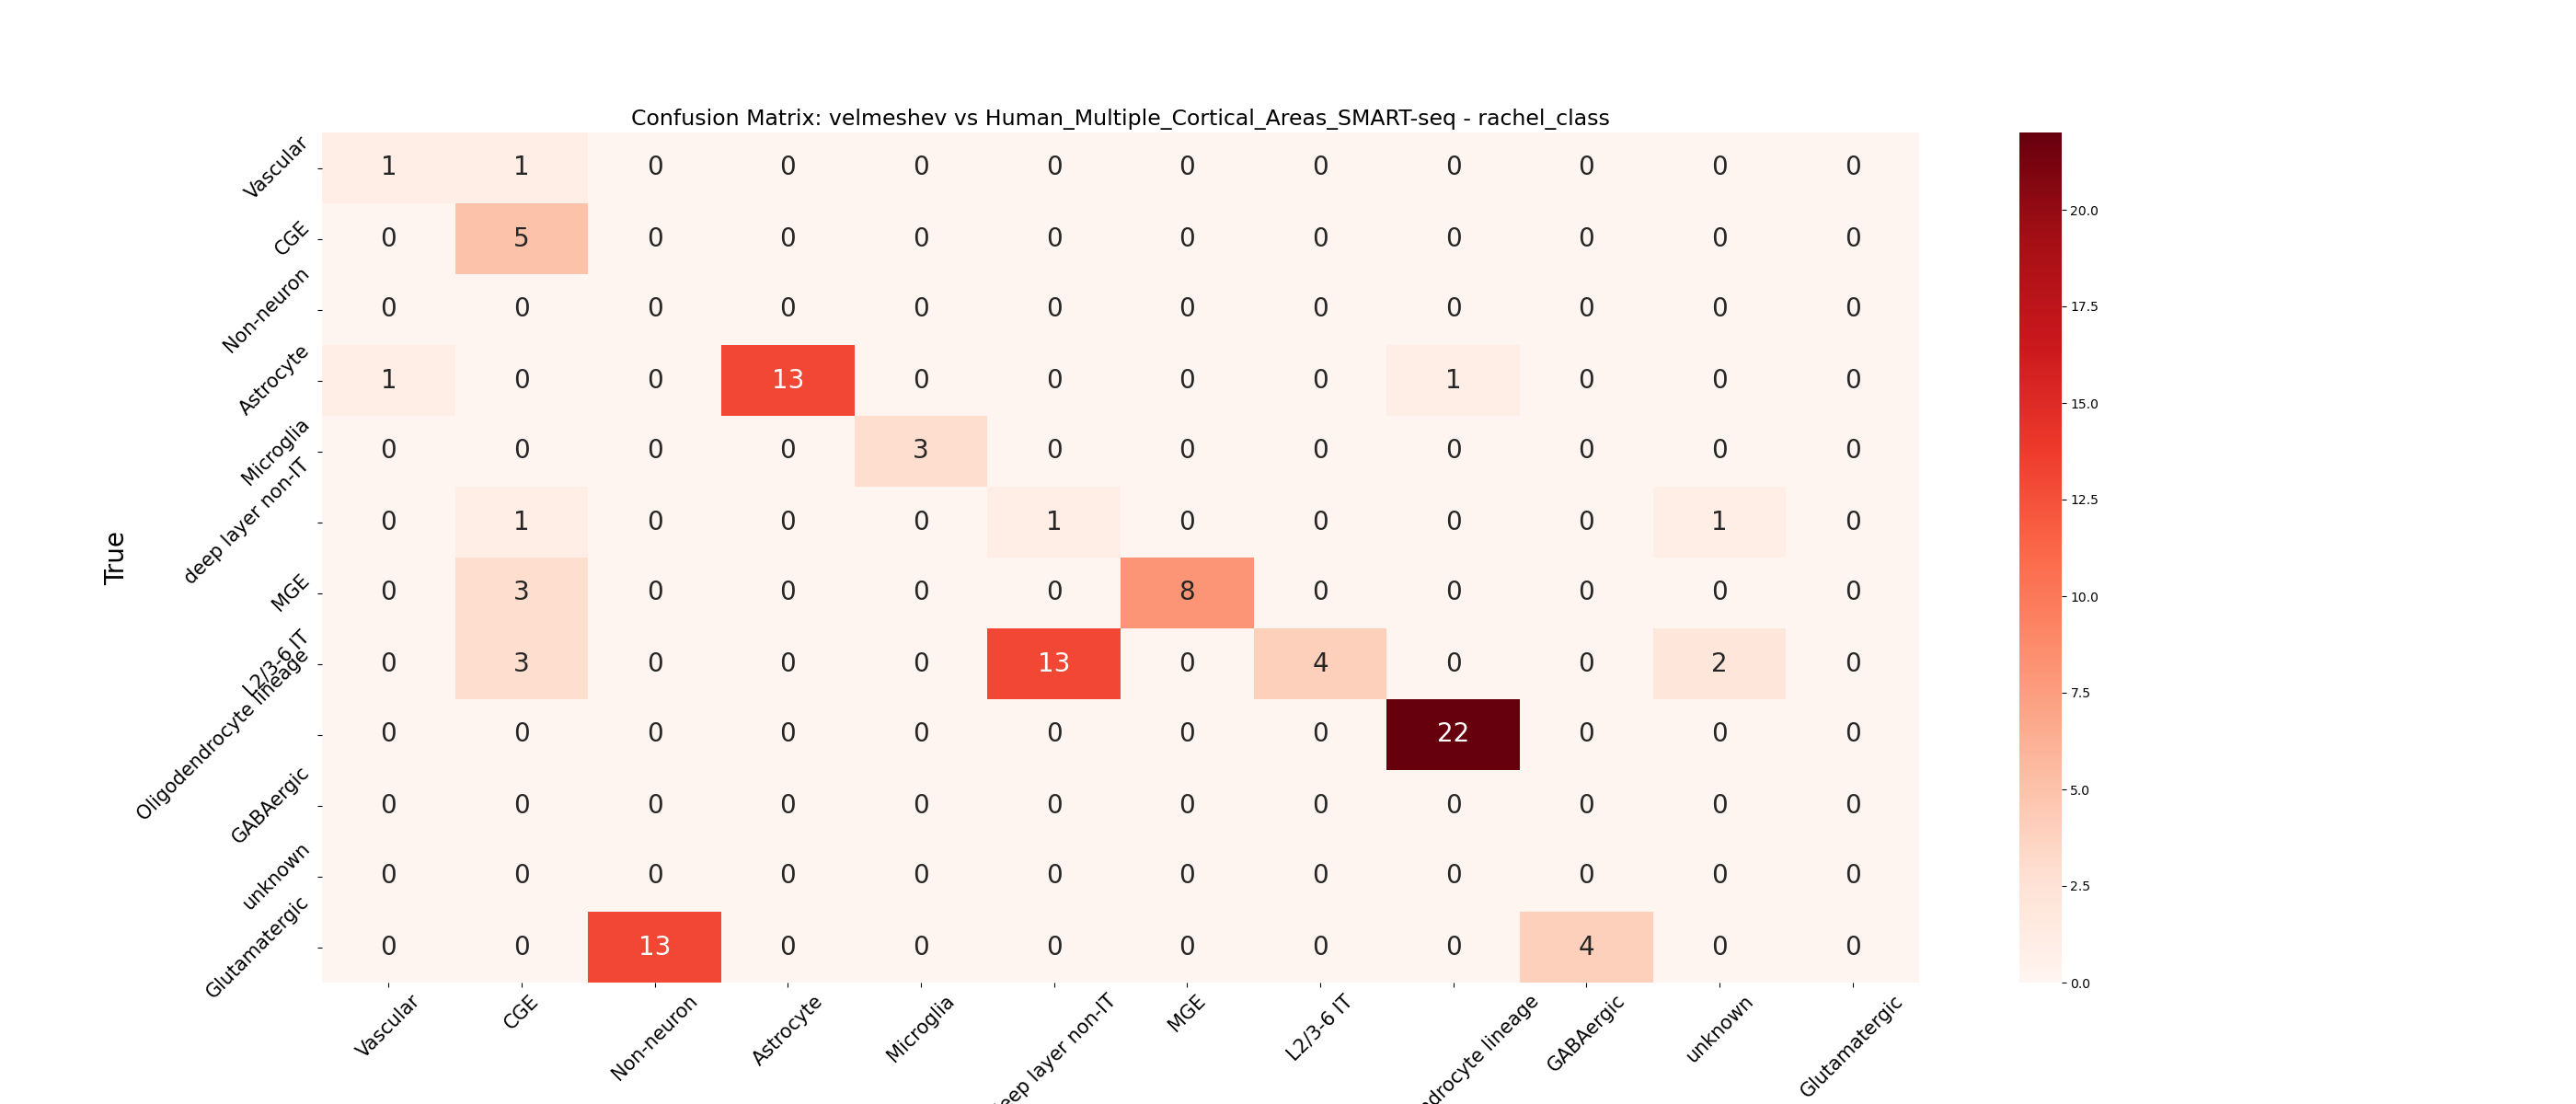 Confusion Matrix: velmeshev vs Human_Multiple_Cortical_Areas_SMART-seq - rachel_class
True
Vascular 1 1 0 0 0 0 0 0 0 0 0 0
CGE 0 5 0 0 0 0 0 0 0 0 0 0
Non-neuron 0 0 0 0 0 0 0 0 0 0 0 0
Astrocyte 1 0 0 13 0 0 0 0 1 0 0 0
Microglia 0 0 0 0 3 0 0 0 0 0 0 0
deep layer non-IT 0 1 0 0 0 1 0 0 0 0 1 0
MGE 0 3 0 0 0 0 8 0 0 0 0 0
L2/3-6 IT 0 3 0 0 0 13 0 4 0 0 2 0
Oligodendrocyte lineage 0 0 0 0 0 0 0 0 22 0 0 0
GABAergic 0 0 0 0 0 0 0 0 0 0 0 0
unknown 0 0 0 0 0 0 0 0 0 0 0 0
Glutamatergic 0 0 13 0 0 0 0 0 0 4 0 0
Vascular CGE Non-neuron Astrocyte Microglia eep layer non-IT MGE L2/3-6 IT drocyte lineage GABAergic unknown Glutamatergic
20.0
17.5
15.0
12.5
10.0
7.5
5.0
2.5
0.0